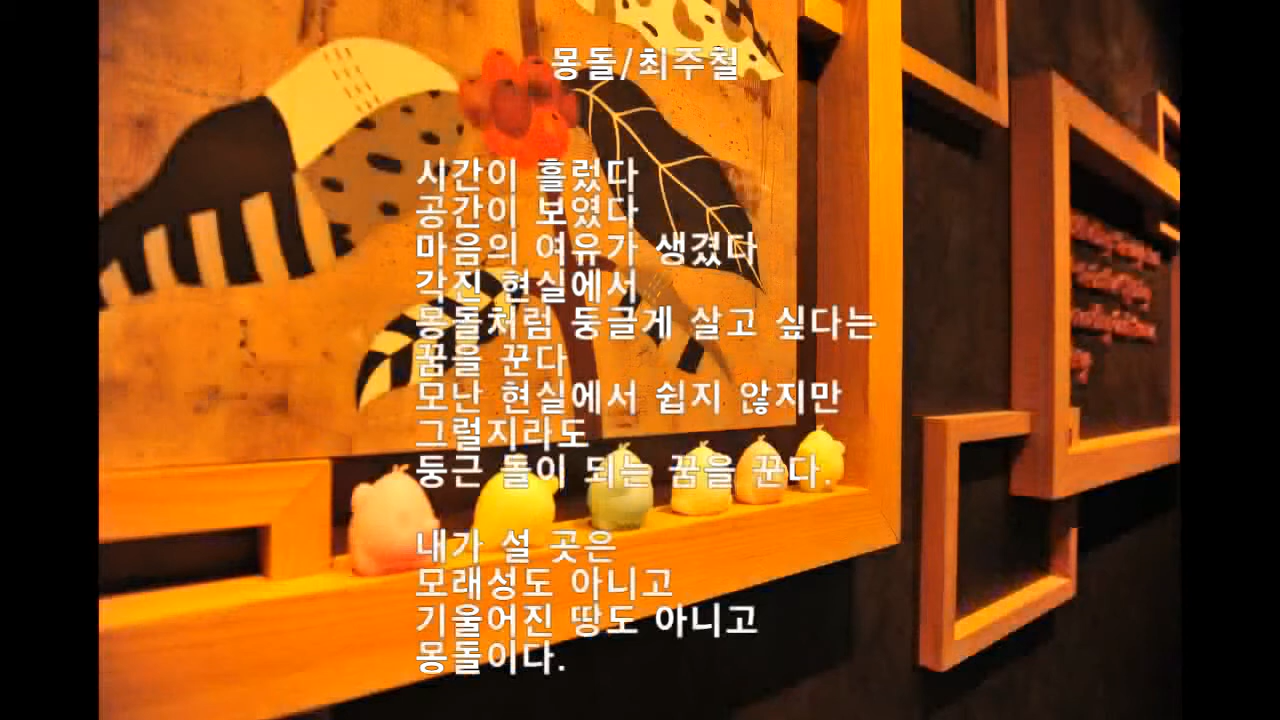 몽돌/최주철
시간이 흘렀다
공간이 보였다
마음의 여유가 생겼다
각진 현실에서
몽돌처럼 둥글게 살고 싶다는
꿈을 꾼다
모난 현실에서 쉽지 않지만
그럴지라도
둥근 돌이 되는 꿈을 꾼다.
내가 설 곳은
모래성도 아니고
기울어진 땅도 아니고
몽돌이다.